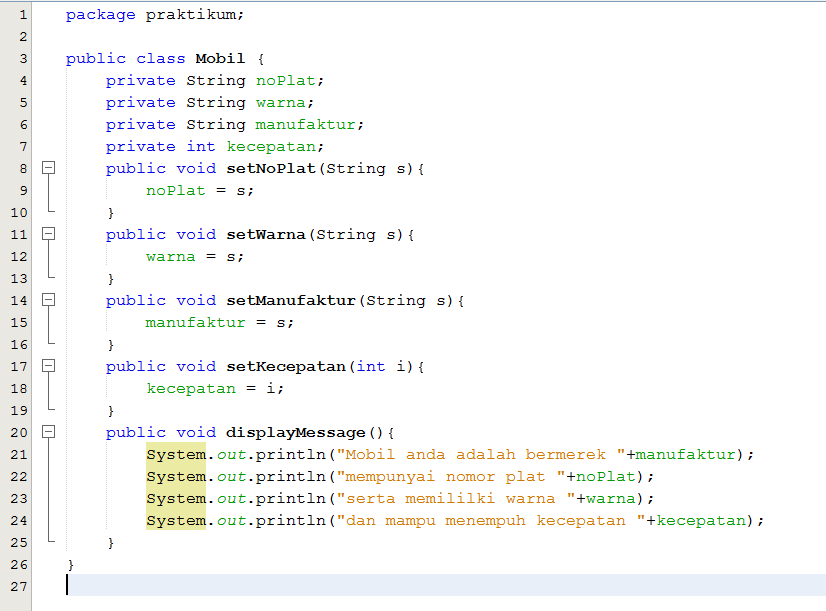 1 package praktikum;
2
3 public class Mobil {
4     private String noPlat;
5     private String warna;
6     private String manufaktur;
7     private int kecepatan;
8     public void setNoPlat(String s){
9         noPlat = s;
10     }
11     public void setWarna(String s){
12         warna = s;
13     }
14     public void setManufaktur(String s){
15         manufaktur = s;
16     }
17     public void setKecepatan(int i){
18         kecepatan = i;
19     }
20     public void displayMessage(){
21         System.out.println("Mobil anda adalah bermerek "+manufaktur);
22         System.out.println("mempunyai nomor plat "+noPlat);
23         System.out.println("serta memililki warna "+warna);
24         System.out.println("dan mampu menempuh kecepatan "+kecepatan);
25     }
26 }
27